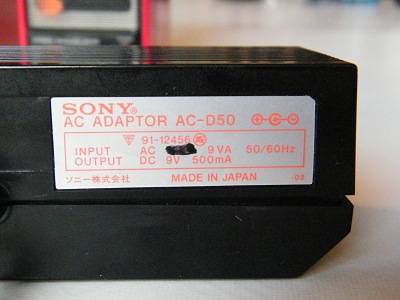 SONY®
AC ADAPTOR AC-D50
91-12456
INPUT AC 9VA 50/60Hz
OUTPUT DC 9V 500mA
ソニー株式会社 MADE IN JAPAN -02